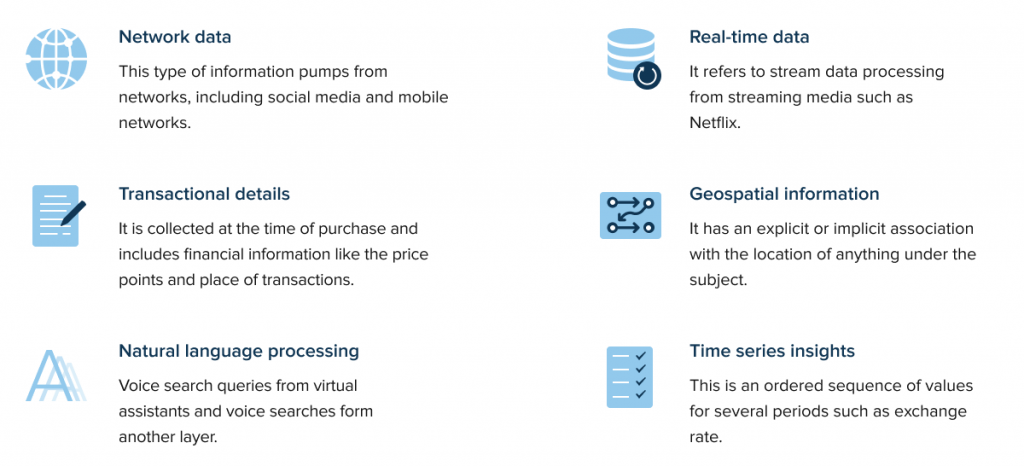 Network data
This type of information pumps from
networks, including social media and mobile
networks.
Real-time data
It refers to stream data processing
from streaming media such as
Netflix.
Transactional details
It is collected at the time of purchase and
includes financial information like the price
points and place of transactions.
Geospatial information
It has an explicit or implicit association
with the location of anything under the
subject.
Natural language processing
Voice search queries from virtual
assistants and voice searches form
another layer.
Time series insights
This is an ordered sequence of values
for several periods such as exchange
rate.